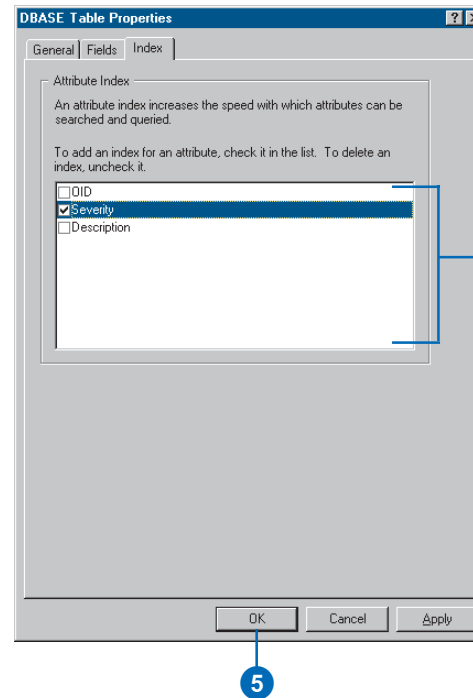 DBASE Table Properties
General Fields Index
Attribute Index
An attribute index increases the speed with which attributes can be
searched and queried.
To add an index for an attribute, check it in the list. To delete an
index, uncheck it.
OID
Severity
Description
OK Cancel Apply
5